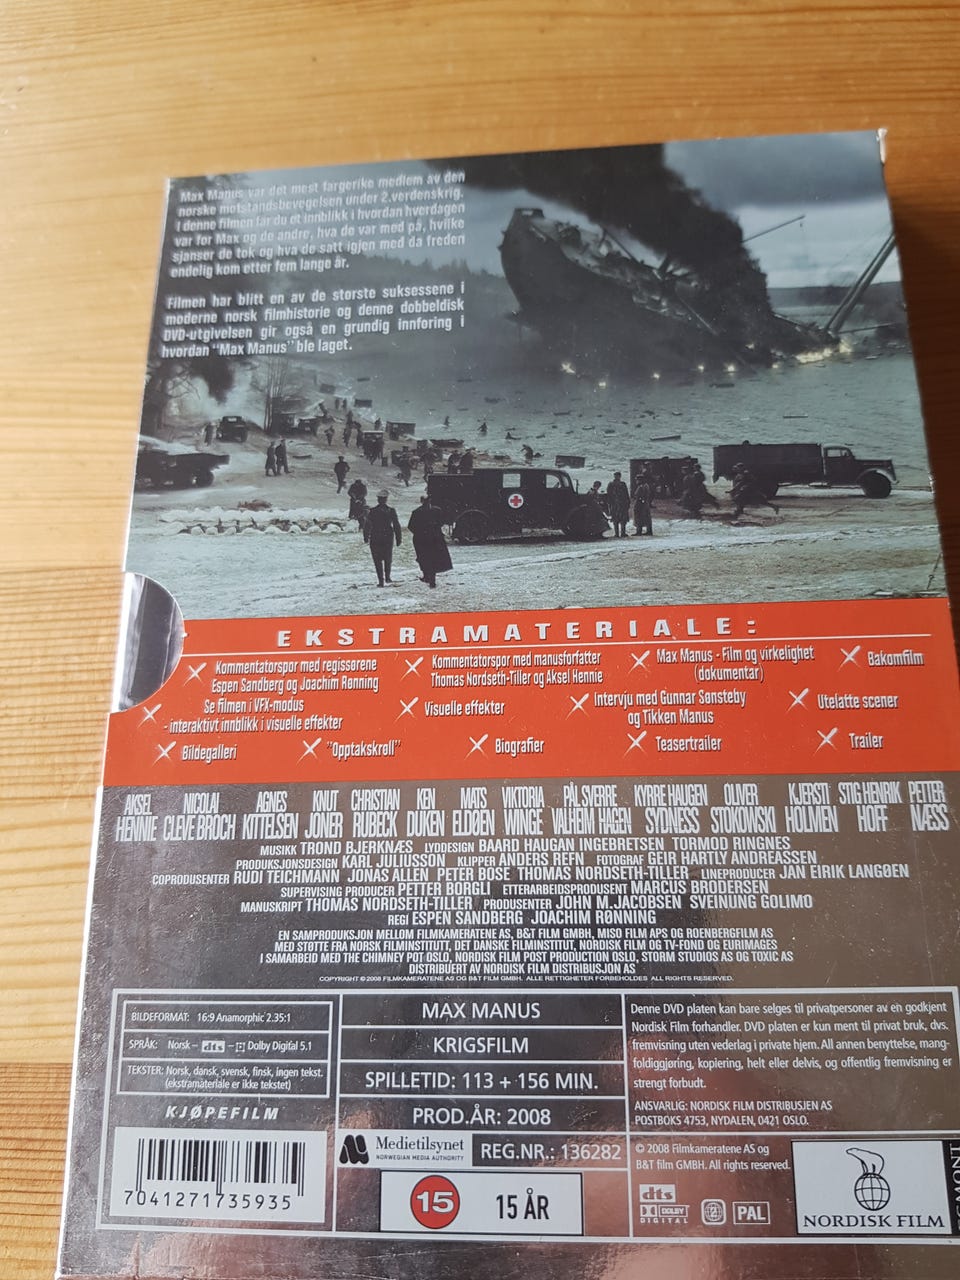 Max Manus var det mest fargerike medlem av den
norske motstandsbevegelsen under 2.verdenskrig.
I denne filmen får du et innblikk i hvordan hverdagen
var for Max og de andre, hva de var med på, hvilke
sjanser de tok og hva de satt igjen med da freden
endelig kom etter fem lange år.
Filmen har blitt en av de største suksessene i
moderne norsk filmhistorie og denne dobbeldisk
DVD-utgivelsen gir også en grundig innføring i
hvordan "Max Manus" ble laget.
EKSTRAMATERIALE:
Kommentatorspor med regissørene
Espen Sandberg og Joachim Rønning
Kommentatorspor med manusforfatter
Thomas Nordseth-Tiller og Aksel Hennie
Max Manus - Film og virkelighet
(dokumentar)
Bakomfilm
Se filmen i VFX-modus
- interaktivt innblikk i visuelle effekter
Visuelle effekter
Intervju med Gunnar Sønsteby
og Tikken Manus
Utelatte scener
Bildegalleri
"Opptakskroll"
Biografier
Teasertrailer
Trailer
AKSEL HENNIE NICOLAI CLEVE BROCH AGNES KITTELSEN KNUT JONER CHRISTIAN RUBECK KEN DUKEN MATS ELDØEN VIKTORIA WINGE PÅL SVERRE VALHEIM HAGEN KYRRE HAUGEN SYDNESS OLIVER STOKOWSKI KJERSTI HOLMEN STIG HENRIK HOFF PETTER NÆSS
MUSIKK TROND BJERKNÆS LYDDESIGN BAARD HAUGAN INGEBRETSEN TORMOD RINGNES
PRODUKSJONSDESIGN KARL JULIUSSON KLIPPER ANDERS REFN FOTOGRAF GEIR HARTLY ANDREASSEN
COPRODUSENTER RUDI TEICHMANN JONAS ALLEN PETER BOSE THOMAS NORDSETH-TILLER LINEPRODUCER JAN EIRIK LANGØEN
SUPERVISING PRODUCER PETTER BORGLI ETTERARBEIDSPRODUSENT MARCUS BRODERSEN
MANUSKRIPT THOMAS NORDSETH-TILLER PRODUSENTER JOHN M. JACOBSEN SVEINUNG GOLIMO
REGI ESPEN SANDBERG JOACHIM RØNNING
EN SAMPRODUKSJON MELLOM FILMKAMERATENE AS, B&T FILM GMBH, MISO FILM APS OG ROENBERGFILM AS
MED STØTTE FRA NORSK FILMINSTITUTT, DET DANSKE FILMINSTITUT, NORDISK FILM OG TV-FOND OG EURIMAGES
I SAMARBEID MED THE CHIMNEY POT OSLO, NORDISK FILM POST PRODUCTION OSLO, STORM STUDIOS AS OG TOXIC AS
DISTRIBUERT AV NORDISK FILM DISTRIBUSJON AS
COPYRIGHT © 2008 FILMKAMERATENE AS OG B&T FILM GMBH. ALLE RETTIGHETER FORBEHOLDES ALL RIGHTS RESERVED.
BILDEFORMAT: 16:9 Anamorphic 2.35:1
SPRÅK: Norsk - dts - Dolby Digital 5.1
TEKSTER: Norsk, dansk, svensk, finsk, ingen tekst.
(ekstramateriale er ikke tekstet)
KJØPEFILM
7041271735935
MAX MANUS
KRIGSFILM
SPILLETID: 113 + 156 MIN.
PROD.ÅR: 2008
Medietilsynet
NORWEGIAN MEDIA AUTHORITY
REG.NR.: 136282
15
15 ÅR
Denne DVD platen kan bare selges til privatpersoner av en godkjent
Nordisk Film forhandler. DVD platen er kun ment til privat bruk, dvs.
fremvisning uten vederlag i private hjem. All annen benyttelse, mang-
foldiggjøring, kopiering, helt eller delvis, og offentlig fremvisning er
strengt forbudt.
ANSVARLIG: NORDISK FILM DISTRIBUSJEN AS
POSTBOKS 4753, NYDALEN, 0421 OSLO.
© 2008 Filmkameratene AS og
B&T film GMBH. All rights reserved.
dts
DOLBY
DIGITAL
2
PAL
NORDISK FILM
EGMONT